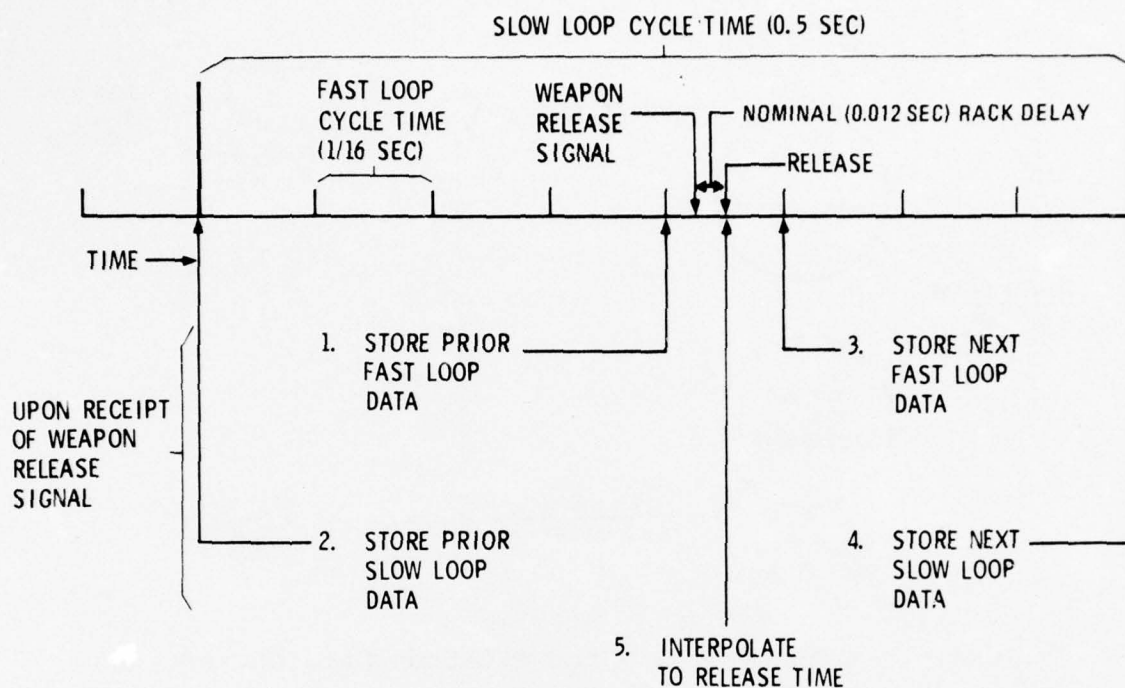 SLOW LOOP CYCLE TIME (0.5 SEC)
FAST LOOP
CYCLE TIME
(1/16 SEC)
WEAPON
RELEASE
SIGNAL
NOMINAL (0.012 SEC) RACK DELAY
RELEASE
TIME
1. STORE PRIOR
FAST LOOP
DATA
3. STORE NEXT
FAST LOOP
DATA
UPON RECEIPT
OF WEAPON
RELEASE
SIGNAL
2. STORE PRIOR
SLOW LOOP
DATA
4. STORE NEXT
SLOW LOOP
DATA
5. INTERPOLATE
TO RELEASE TIME